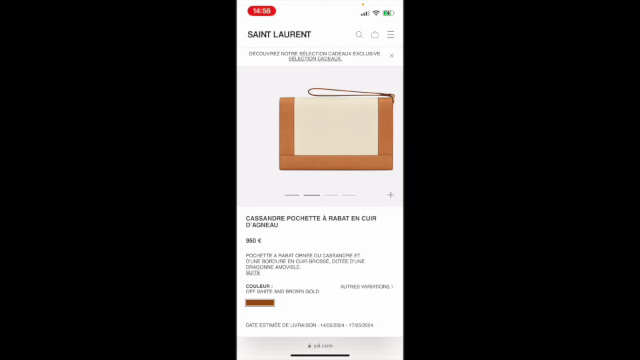 14:56
SAINT LAURENT
DÉCOUVREZ NOTRE SÉLECTION CADEAUX EXCLUSIVE.
SÉLECTION CADEAUX.
CASSANDRE POCHETTE À RABAT EN CUIR
D'AGNEAU
950 €
POCHETTE A RABAT ORNÉE DU CASSANDRE ET
D'UNE BORDURE EN CUIR BROSSÉ, DOTÉE D'UNE
DRAGONNE AMOVIBLE.
SUITE
COULEUR :
AUTRES VARIATIONS
OFF WHITE AND BROWN GOLD
DATE ESTIMÉE DE LIVRAISON : 14/05/2024 - 17/05/2024
ysl.com